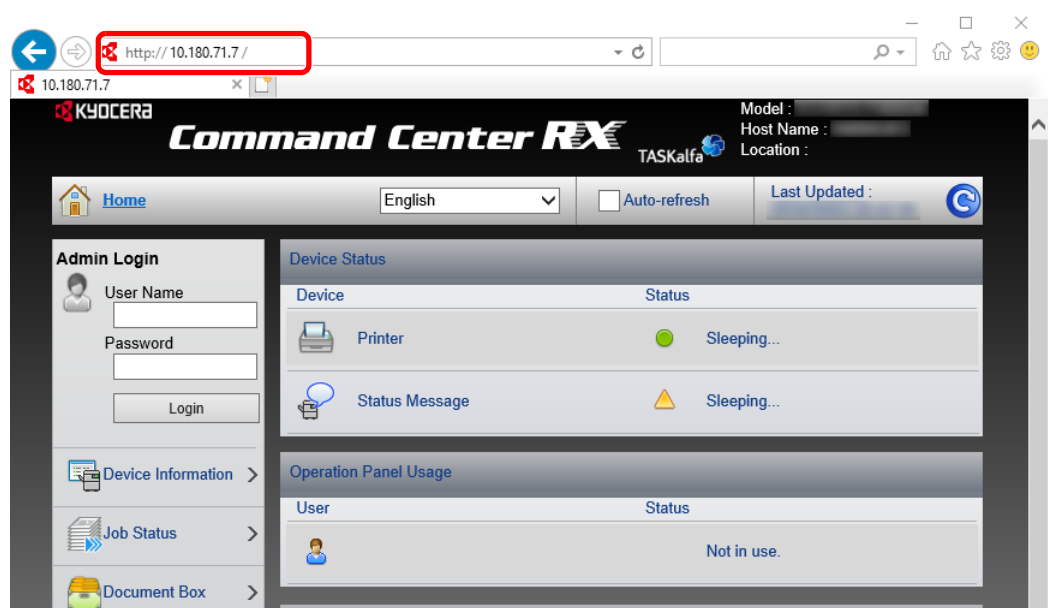 http:// 10.180.71.7 /
10.180.71.7
KYOCERA
Command Center RX
TASKalfa
Model :
Host Name :
Location :
Home
English
Auto-refresh
Last Updated :
Admin Login
User Name
Password
Login
Device Information
Job Status
Document Box
Device Status
Device Status
Printer Sleeping...
Status Message Sleeping...
Operation Panel Usage
User Status
Not in use.